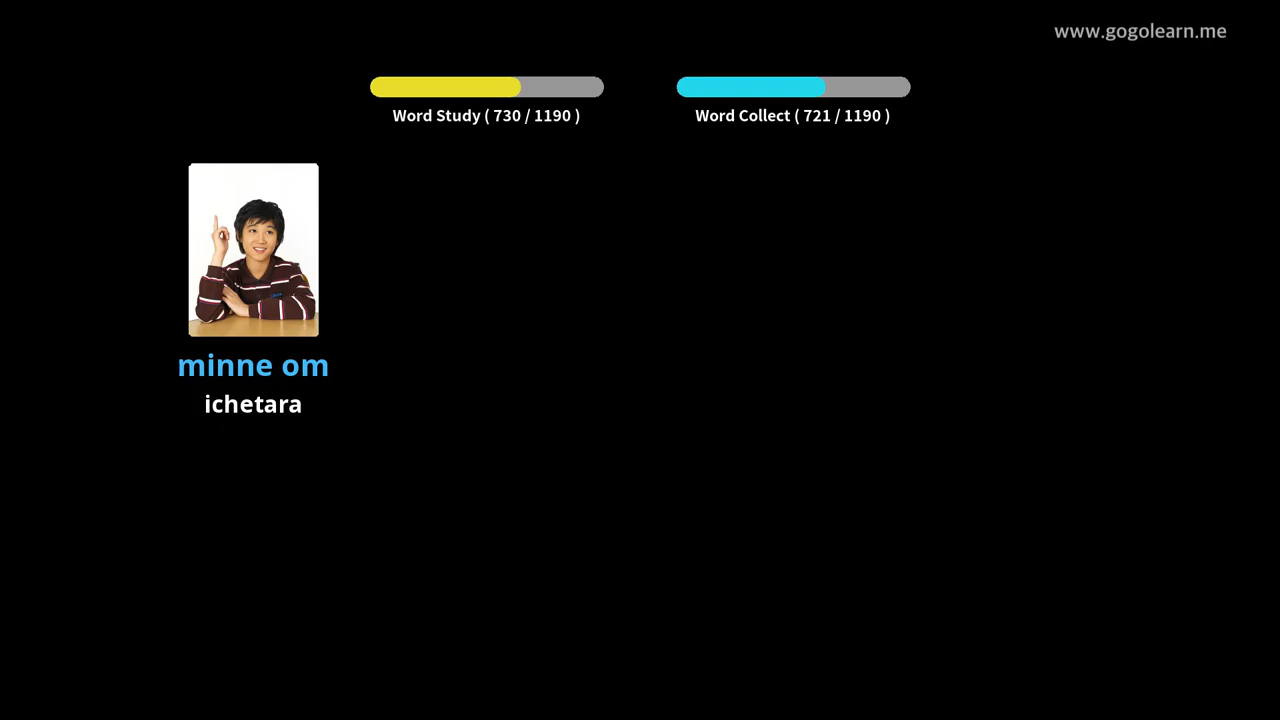 www.gogolearn.me
Word Study ( 730 / 1190 )
Word Collect ( 721 / 1190 )
minne om
ichetara